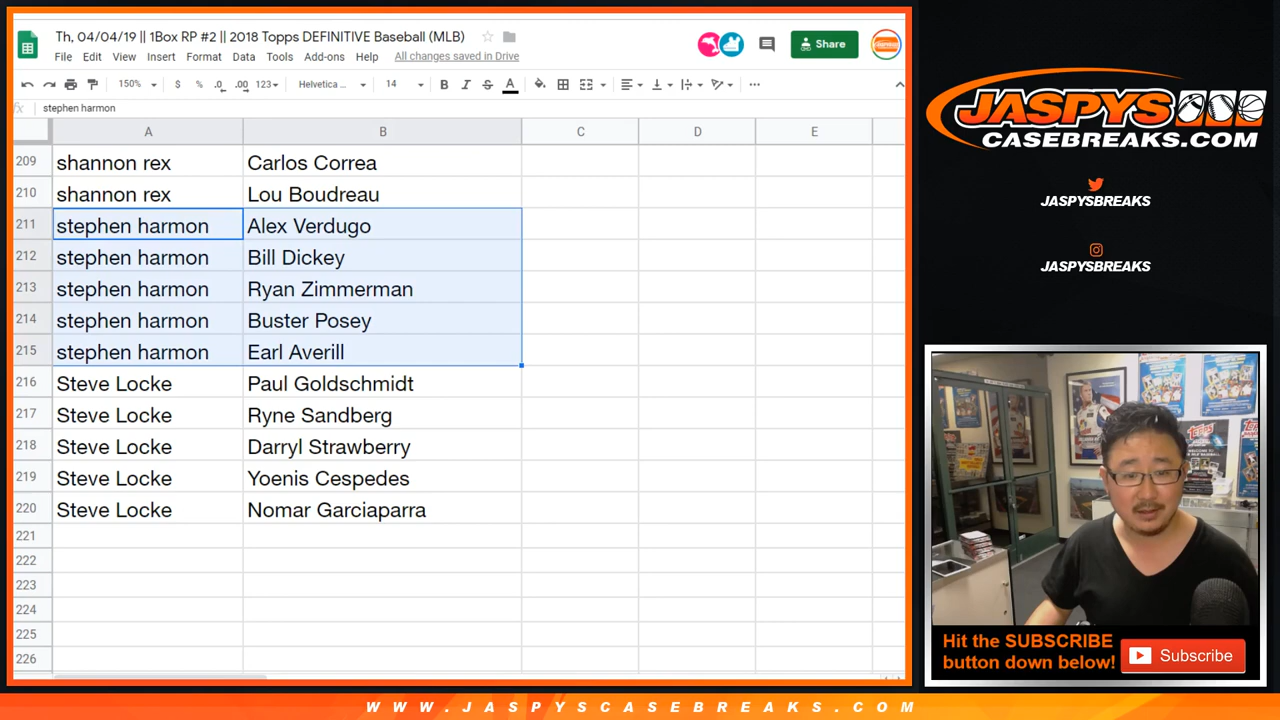 Th, 04/04/19 || 1Box RP #2 || 2018 Topps DEFINITIVE Baseball (MLB)
File Edit View Insert Format Data Tools Add-ons Help All changes saved in Drive
Share
150% $ % .0 .00 123 Helvetica ... 14 B I S A
fx stephen harmon
A B C D E
209 shannon rex Carlos Correa
210 shannon rex Lou Boudreau
211 stephen harmon Alex Verdugo
212 stephen harmon Bill Dickey
213 stephen harmon Ryan Zimmerman
214 stephen harmon Buster Posey
215 stephen harmon Earl Averill
216 Steve Locke Paul Goldschmidt
217 Steve Locke Ryne Sandberg
218 Steve Locke Darryl Strawberry
219 Steve Locke Yoenis Cespedes
220 Steve Locke Nomar Garciaparra
221
222
223
224
225
226
JASPYS
CASEBREAKS.COM
JASPYSBREAKS
JASPYSBREAKS
TOPPS
Hit the SUBSCRIBE
button down below!
Subscribe
WWW.JASPYSCASEBREAKS.COM